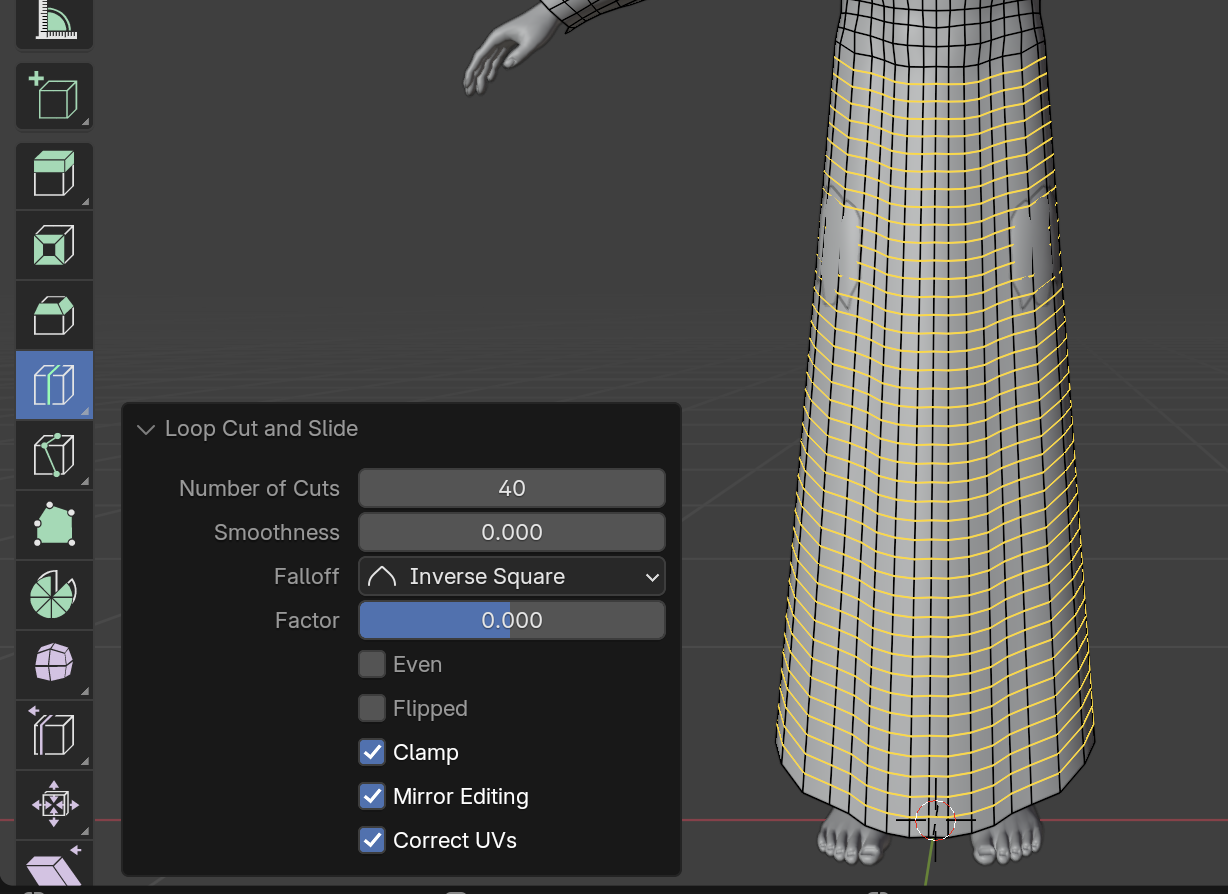 Loop Cut and Slide
Number of Cuts 40
Smoothness 0.000
Falloff Inverse Square
Factor 0.000
Even
Flipped
Clamp
Mirror Editing
Correct UVs